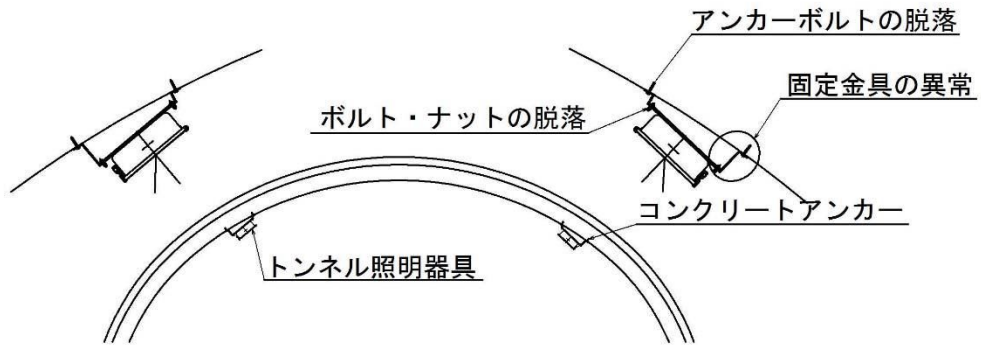 アンカーボルトの脱落
固定金具の異常
ボルト・ナットの脱落
コンクリートアンカー
トンネル照明器具